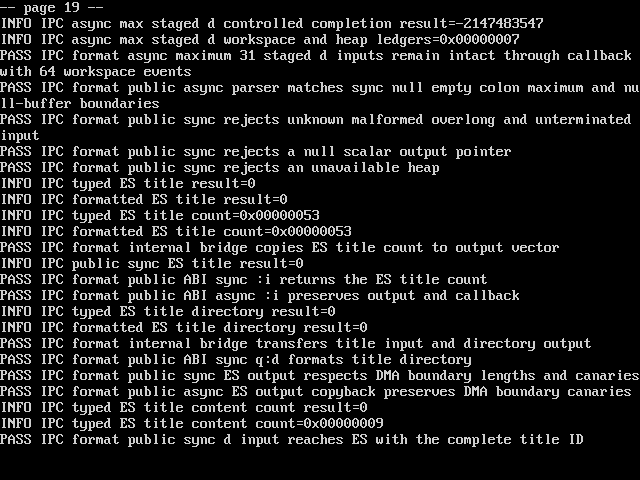 -- page 19 --
INFO IPC async max staged d controlled completion result=-2147483547
INFO IPC async max staged d workspace and heap ledgers=0x00000007
PASS IPC format async maximum 31 staged d inputs remain intact through callback
with 64 workspace events
PASS IPC format public async parser matches sync null empty colon maximum and nu
ll-buffer boundaries
PASS IPC format public sync rejects unknown malformed overlong and unterminated
input
PASS IPC format public sync rejects a null scalar output pointer
PASS IPC format public sync rejects an unavailable heap
INFO IPC typed ES title result=0
INFO IPC formatted ES title result=0
INFO IPC typed ES title count=0x00000053
INFO IPC formatted ES title count=0x00000053
PASS IPC format internal bridge copies ES title count to output vector
INFO IPC public sync ES title result=0
PASS IPC format public ABI sync :i returns the ES title count
PASS IPC format public ABI async :i preserves output and callback
INFO IPC typed ES title directory result=0
INFO IPC formatted ES title directory result=0
PASS IPC format internal bridge transfers title input and directory output
PASS IPC format public ABI sync q:d formats title directory
PASS IPC format public sync ES output respects DMA boundary lengths and canaries
PASS IPC format public async ES output copyback preserves DMA boundary canaries
INFO IPC typed ES title content count result=0
INFO IPC typed ES title content count=0x00000009
PASS IPC format public sync d input reaches ES with the complete title ID